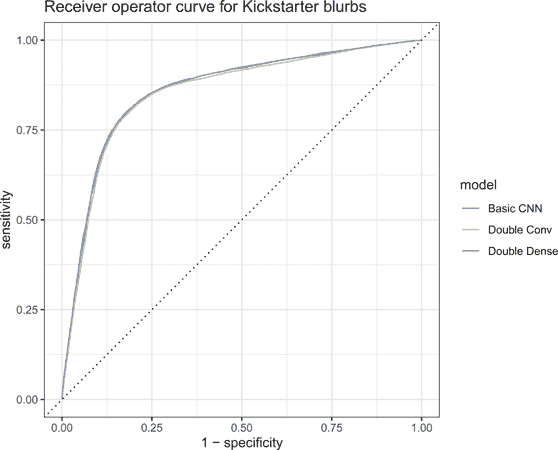 Receiver operator curve for Kickstarter blurbs
1.00
0.75
0.50
0.25
0.00
sensitivity
0.00 0.25 0.50 0.75 1.00
1 − specificity
model
Basic CNN
Double Conv
Double Dense